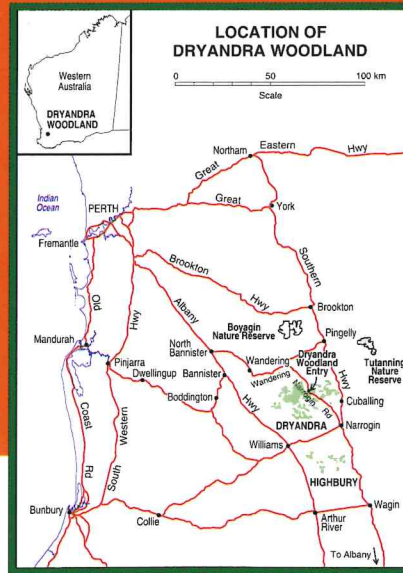 LOCATION OF
DRYANDRA WOODLAND
0 50 100 km
Scale
Western
Australia
DRYANDRA
WOODLAND
Northam
Eastern
Hwy
Great
Great
York
Indian
Ocean
PERTH
Fremantle
Southern
Brookton
Hwy
Brookton
Old
Albany
Hwy
Boyagin
Nature Reserve
Pingelly
Tutanning
Nature
Reserve
Mandurah
North
Bannister
Wandering
Dryandra
Woodland
Entry
Pinjarra
Dwellingup
Bannister
Wandering
Narrogin
Rd
Hwy
Cuballing
Boddington
Hwy
DRYANDRA
Narrogin
Coast
Western
Williams
Rd
South
HIGHBURY
Bunbury
Collie
Arthur
River
Wagin
To Albany